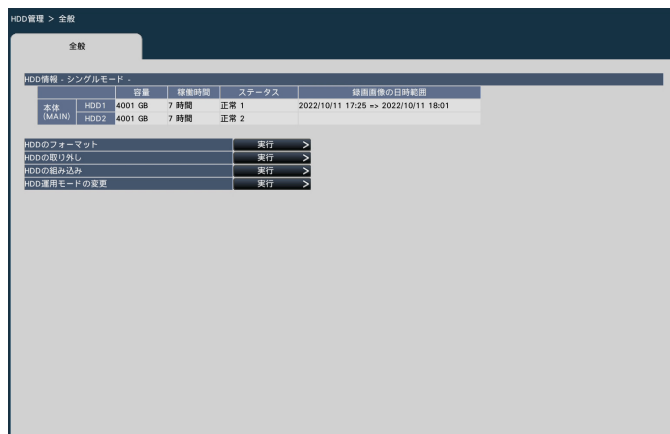 HDD管理 > 全般
全般
HDD情報 - シングルモード -
容量 稼働時間 ステータス 録画画像の日時範囲
本体 (MAIN) HDD1 4001 GB 7 時間 正常 1 2022/10/11 17:25 => 2022/10/11 18:01
HDD2 4001 GB 7 時間 正常 2
HDDのフォーマット 実行 >
HDDの取り外し 実行 >
HDDの組み込み 実行 >
HDD運用モードの変更 実行 >